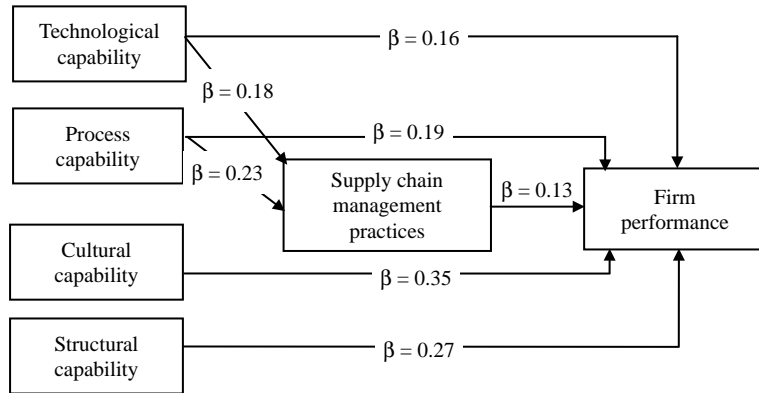 Technological
capability
β = 0.16
β = 0.18
Process
capability
β = 0.19
β = 0.23
Supply chain
management
practices
β = 0.13
Firm
performance
Cultural
capability
β = 0.35
Structural
capability
β = 0.27